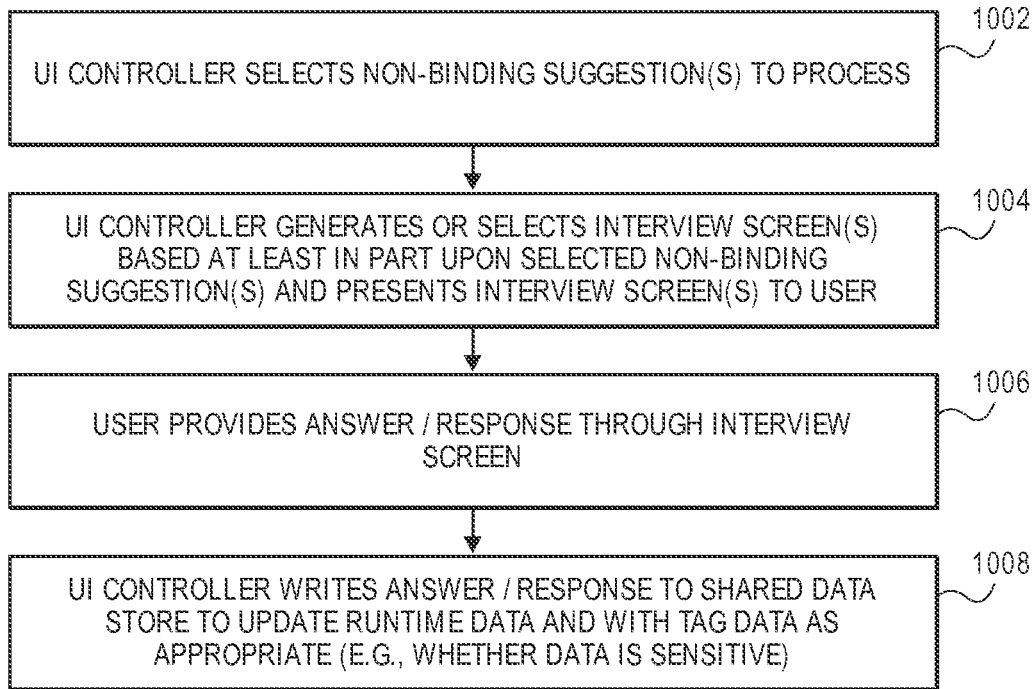 1002
UI CONTROLLER SELECTS NON-BINDING SUGGESTION(S) TO PROCESS
1004
UI CONTROLLER GENERATES OR SELECTS INTERVIEW SCREEN(S)
BASED AT LEAST IN PART UPON SELECTED NON-BINDING
SUGGESTION(S) AND PRESENTS INTERVIEW SCREEN(S) TO USER
1006
USER PROVIDES ANSWER / RESPONSE THROUGH INTERVIEW
SCREEN
1008
UI CONTROLLER WRITES ANSWER / RESPONSE TO SHARED DATA
STORE TO UPDATE RUNTIME DATA AND WITH TAG DATA AS
APPROPRIATE (E.G., WHETHER DATA IS SENSITIVE)